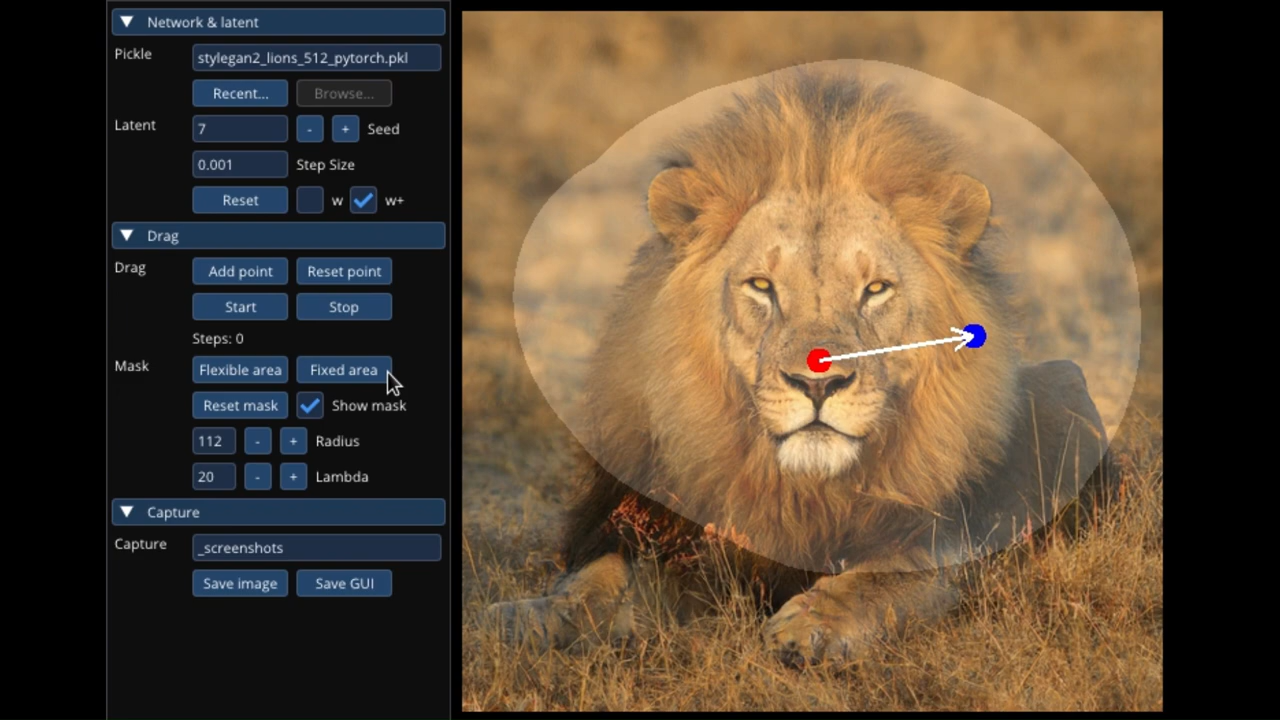 Network & latent
Pickle stylegan2_lions_512_pytorch.pkl
Recent... Browse...
Latent 7 - + Seed
0.001 Step Size
Reset w w+
Drag
Drag Add point Reset point
Start Stop
Steps: 0
Mask Flexible area Fixed area
Reset mask Show mask
112 - + Radius
20 - + Lambda
Capture
Capture _screenshots
Save image Save GUI